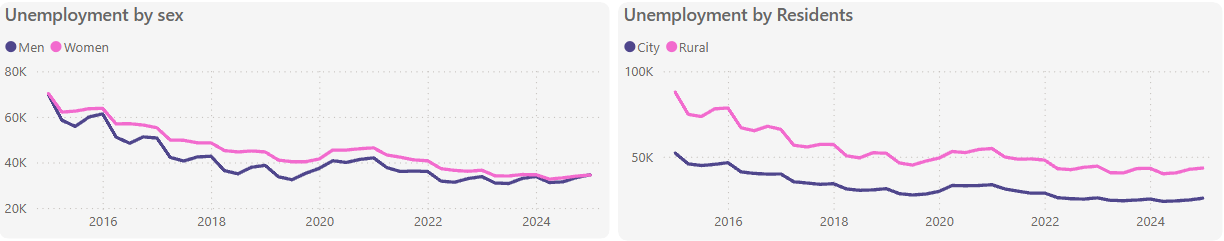 Unemployment by sex
Men Women
80K
60K
40K
20K
2016 2018 2020 2022 2024
Unemployment by Residents
City Rural
100K
50K
2016 2018 2020 2022 2024